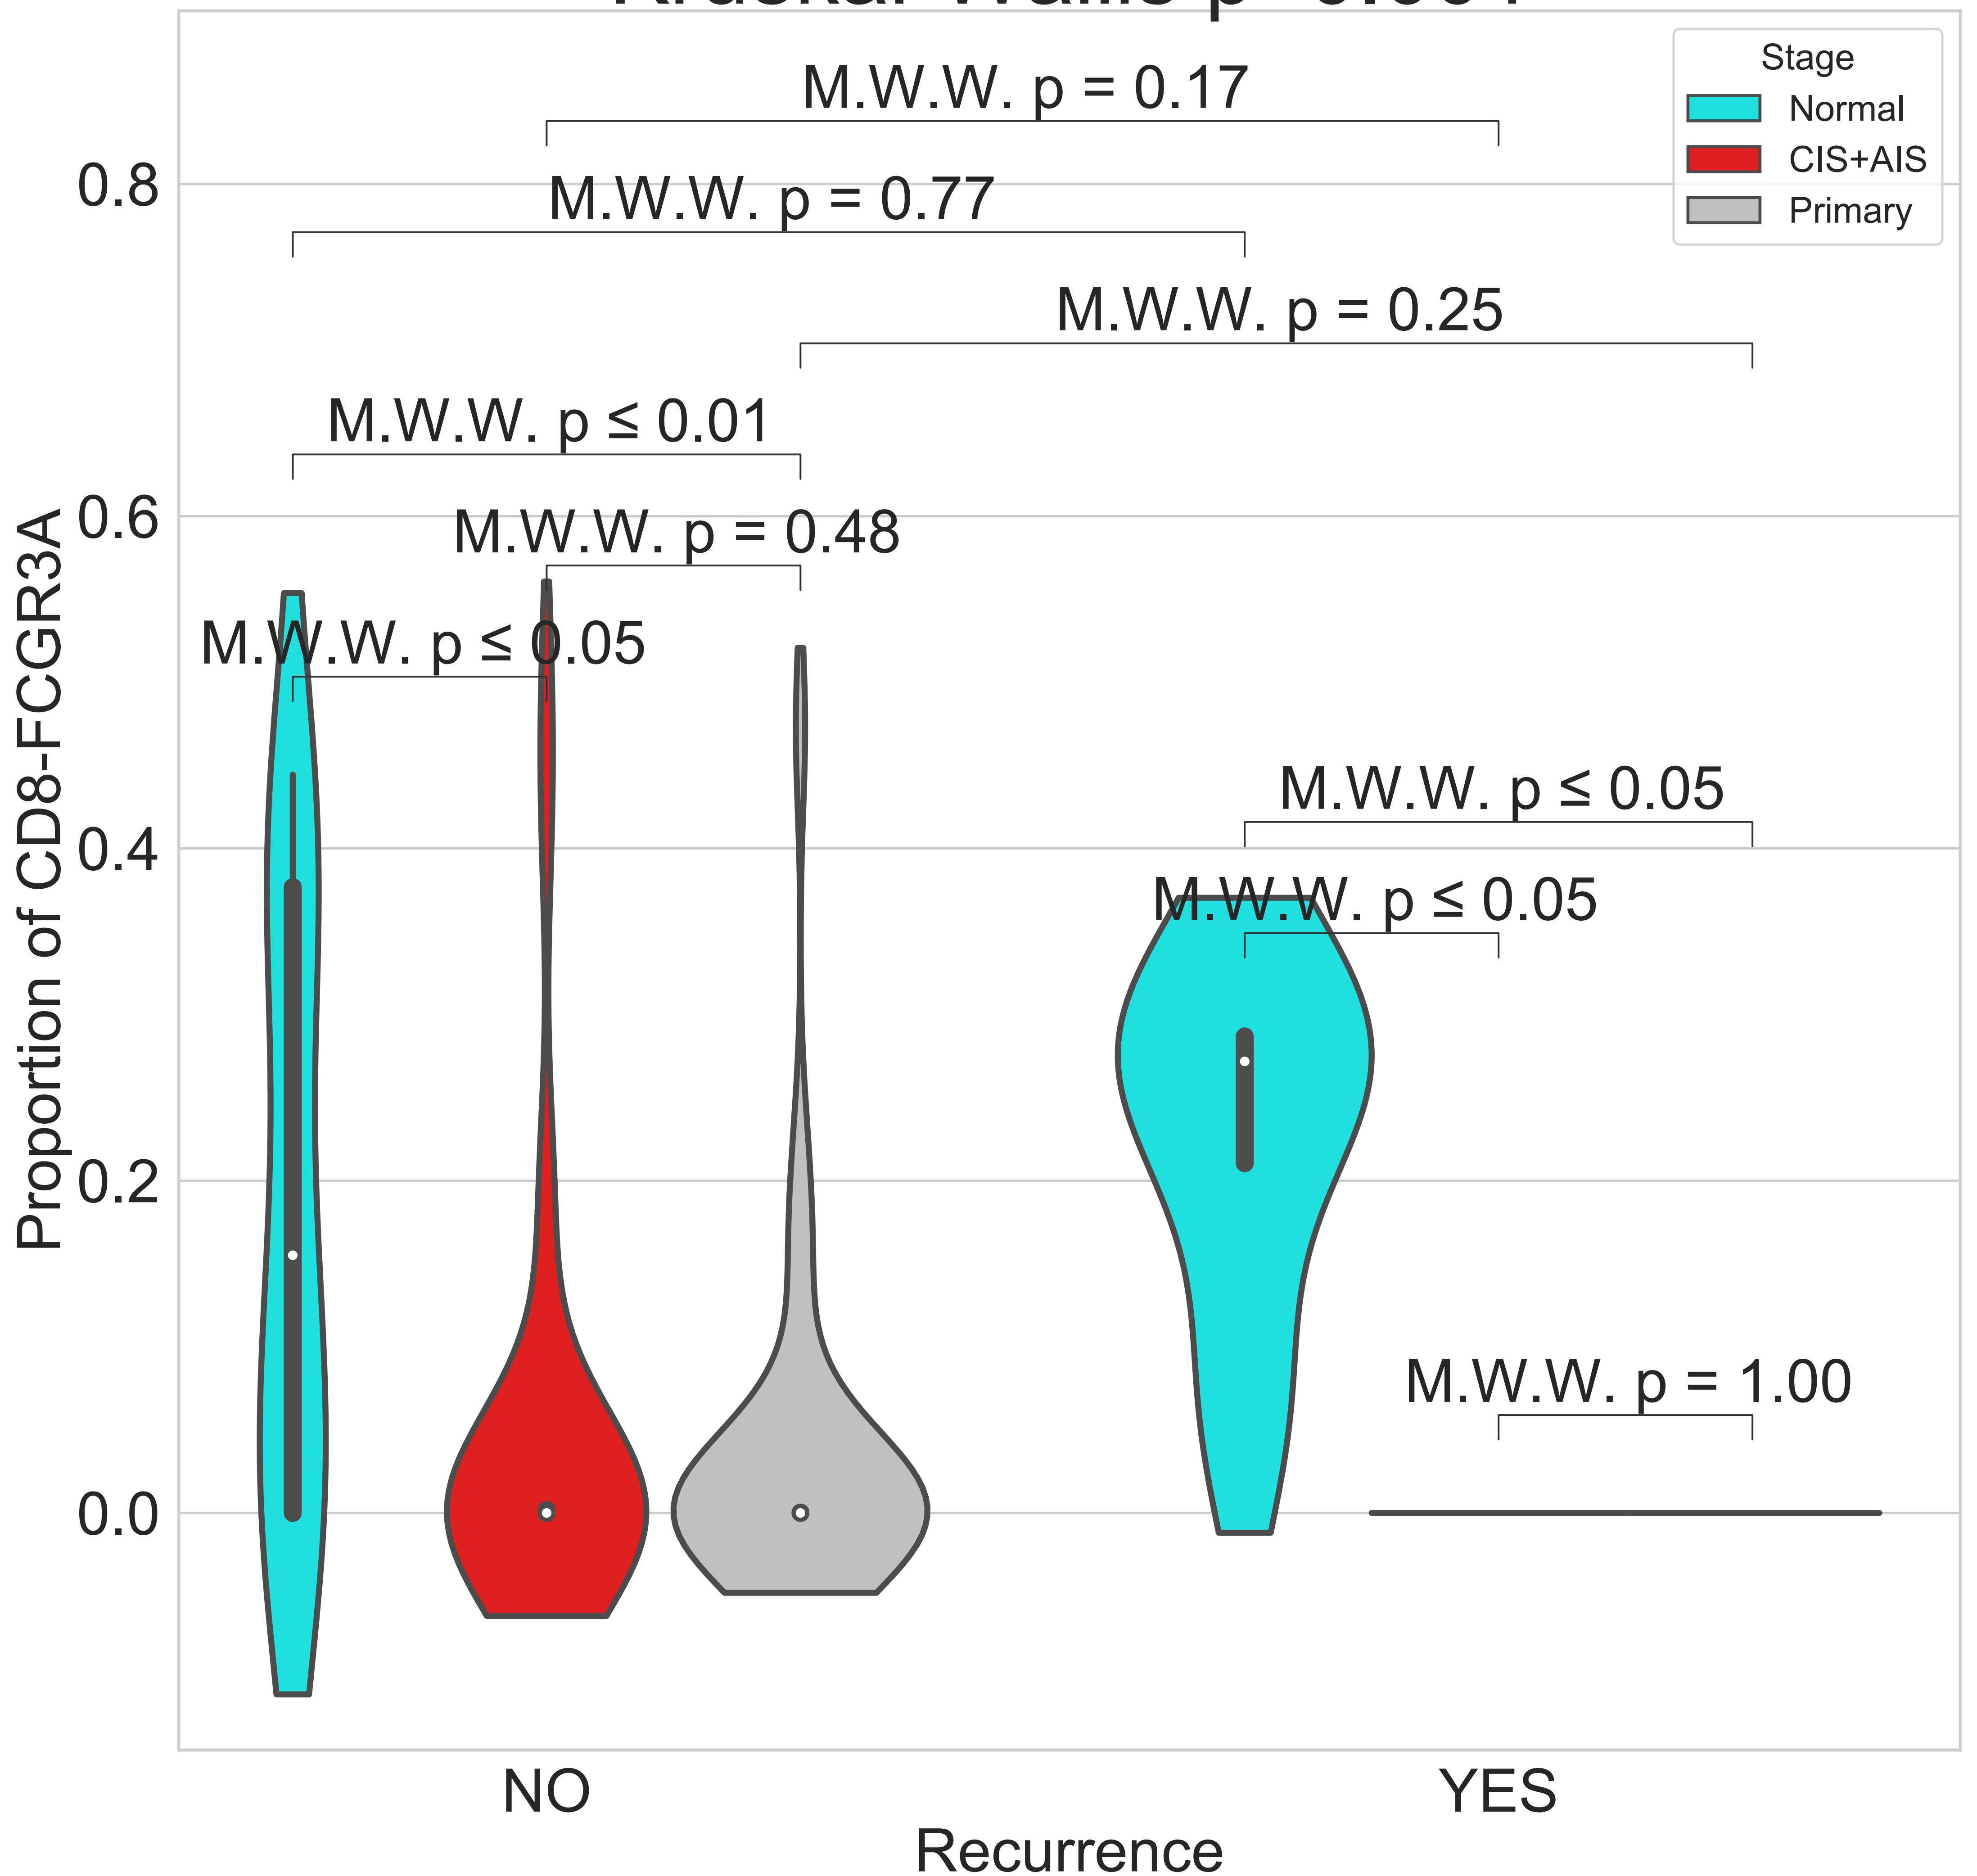 Stage
Normal
CIS+AIS
Primary
M.W.W. p = 0.17
M.W.W. p = 0.77
M.W.W. p = 0.25
M.W.W. p ≤ 0.01
M.W.W. p = 0.48
M.W.W. p ≤ 0.05
M.W.W. p ≤ 0.05
M.W.W. p ≤ 0.05
M.W.W. p = 1.00
Proportion of CD8-FCGR3A
0.8
0.6
0.4
0.2
0.0
NO
YES
Recurrence